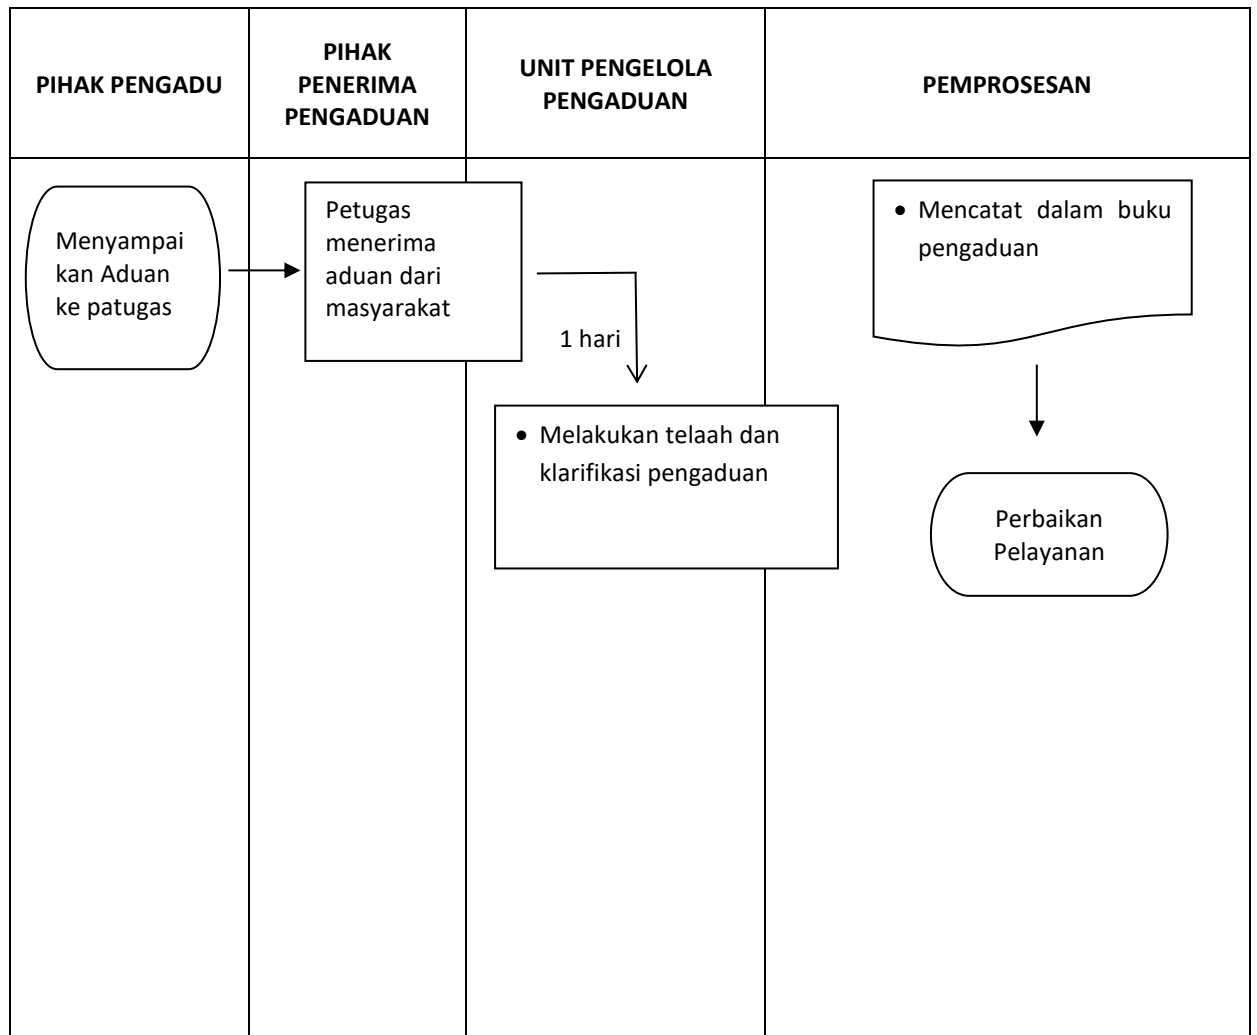 PIHAK PENGADU
PIHAK
PENERIMA
PENGADUAN
UNIT PENGELOLA
PENGADUAN
PEMPROSESAN
Menyampai
kan Aduan
ke patugas
Petugas
menerima
aduan dari
masyarakat
1 hari
• Melakukan telaah dan
klarifikasi pengaduan
• Mencatat dalam buku
pengaduan
Perbaikan
Pelayanan